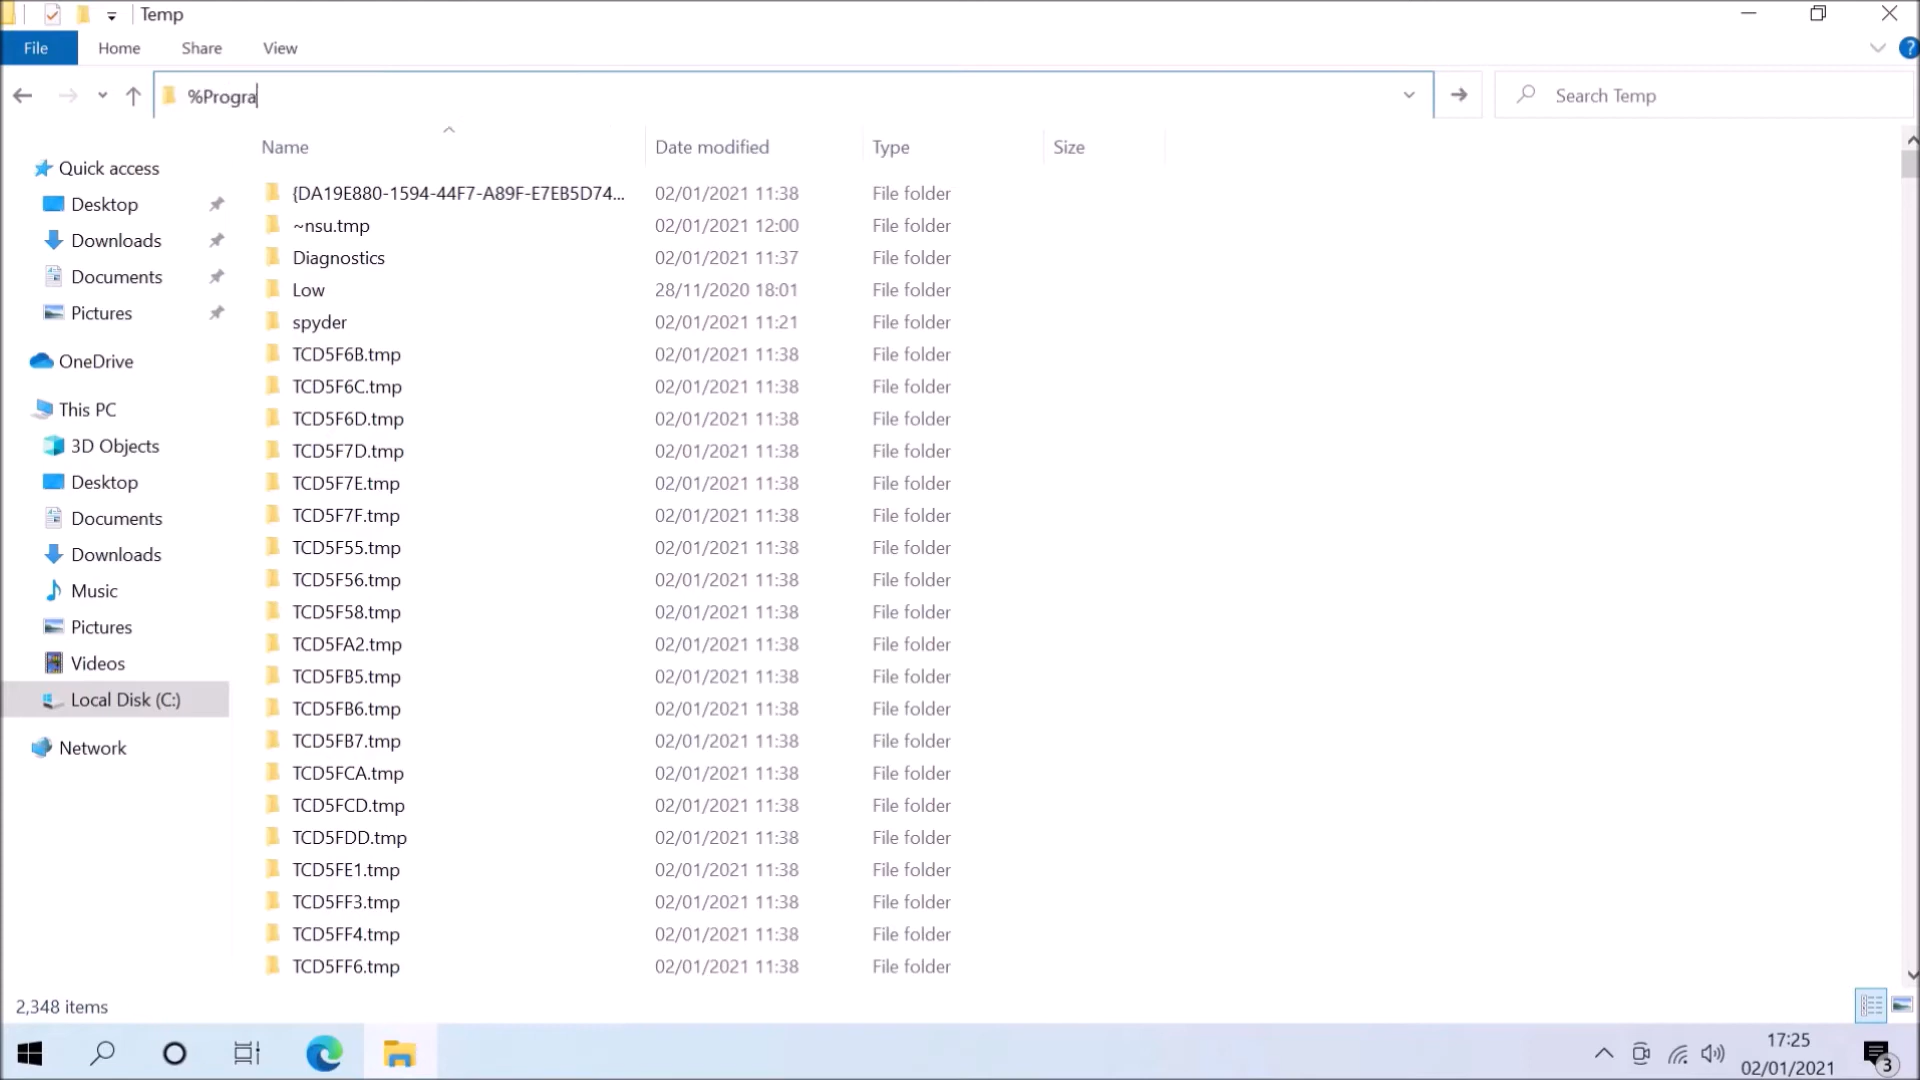 Temp
File Home Share View
%Progra
Search Temp
Name Date modified Type Size
Quick access
Desktop
Downloads
Documents
Pictures
OneDrive
This PC
3D Objects
Desktop
Documents
Downloads
Music
Pictures
Videos
Local Disk (C:)
Network
{DA19E880-1594-44F7-A89F-E7EB5D74... 02/01/2021 11:38 File folder
~nsu.tmp 02/01/2021 12:00 File folder
Diagnostics 02/01/2021 11:37 File folder
Low 28/11/2020 18:01 File folder
spyder 02/01/2021 11:21 File folder
TCD5F6B.tmp 02/01/2021 11:38 File folder
TCD5F6C.tmp 02/01/2021 11:38 File folder
TCD5F6D.tmp 02/01/2021 11:38 File folder
TCD5F7D.tmp 02/01/2021 11:38 File folder
TCD5F7E.tmp 02/01/2021 11:38 File folder
TCD5F7F.tmp 02/01/2021 11:38 File folder
TCD5F55.tmp 02/01/2021 11:38 File folder
TCD5F56.tmp 02/01/2021 11:38 File folder
TCD5F58.tmp 02/01/2021 11:38 File folder
TCD5FA2.tmp 02/01/2021 11:38 File folder
TCD5FB5.tmp 02/01/2021 11:38 File folder
TCD5FB6.tmp 02/01/2021 11:38 File folder
TCD5FB7.tmp 02/01/2021 11:38 File folder
TCD5FCA.tmp 02/01/2021 11:38 File folder
TCD5FCD.tmp 02/01/2021 11:38 File folder
TCD5FDD.tmp 02/01/2021 11:38 File folder
TCD5FE1.tmp 02/01/2021 11:38 File folder
TCD5FF3.tmp 02/01/2021 11:38 File folder
TCD5FF4.tmp 02/01/2021 11:38 File folder
TCD5FF6.tmp 02/01/2021 11:38 File folder
2,348 items
17:25
02/01/2021
3